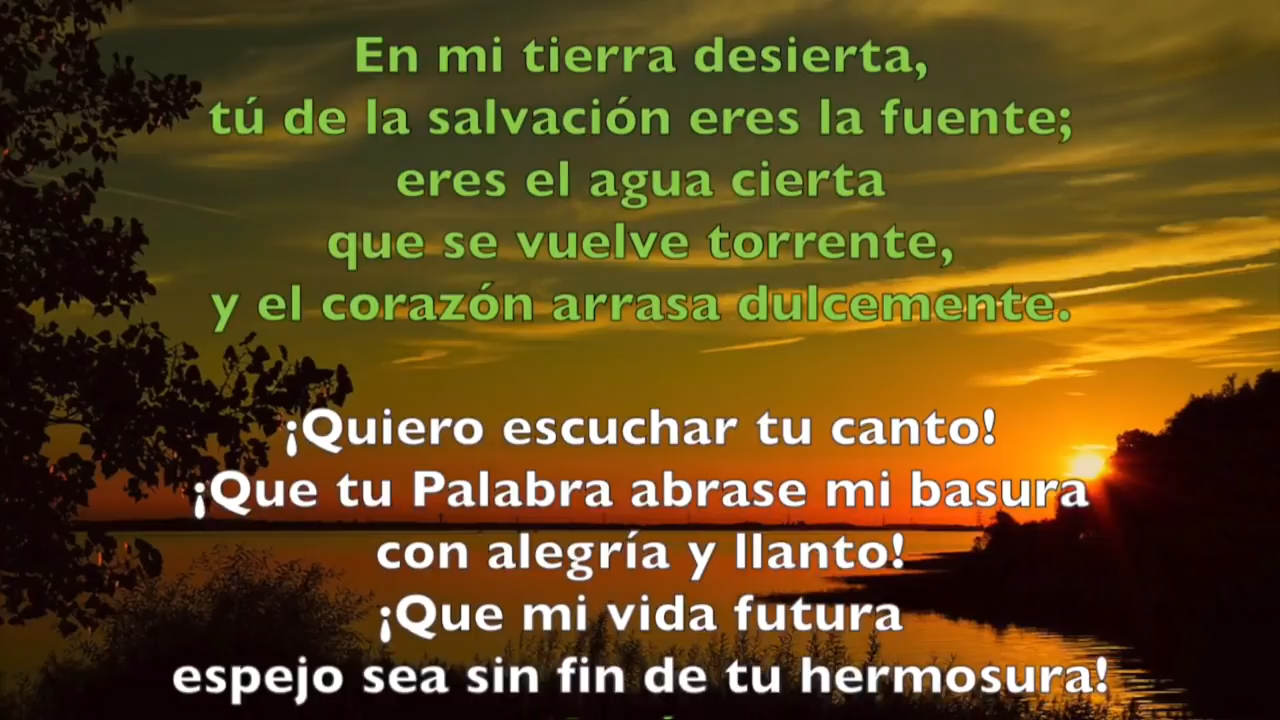 En mi tierra desierta,
tú de la salvación eres la fuente;
eres el agua cierta
que se vuelve torrente,
y el corazón arrasa dulcemente.
¡Quiero escuchar tu canto!
¡Que tu Palabra abrase mi basura
con alegría y llanto!
¡Que mi vida futura
espejo sea sin fin de tu hermosura!